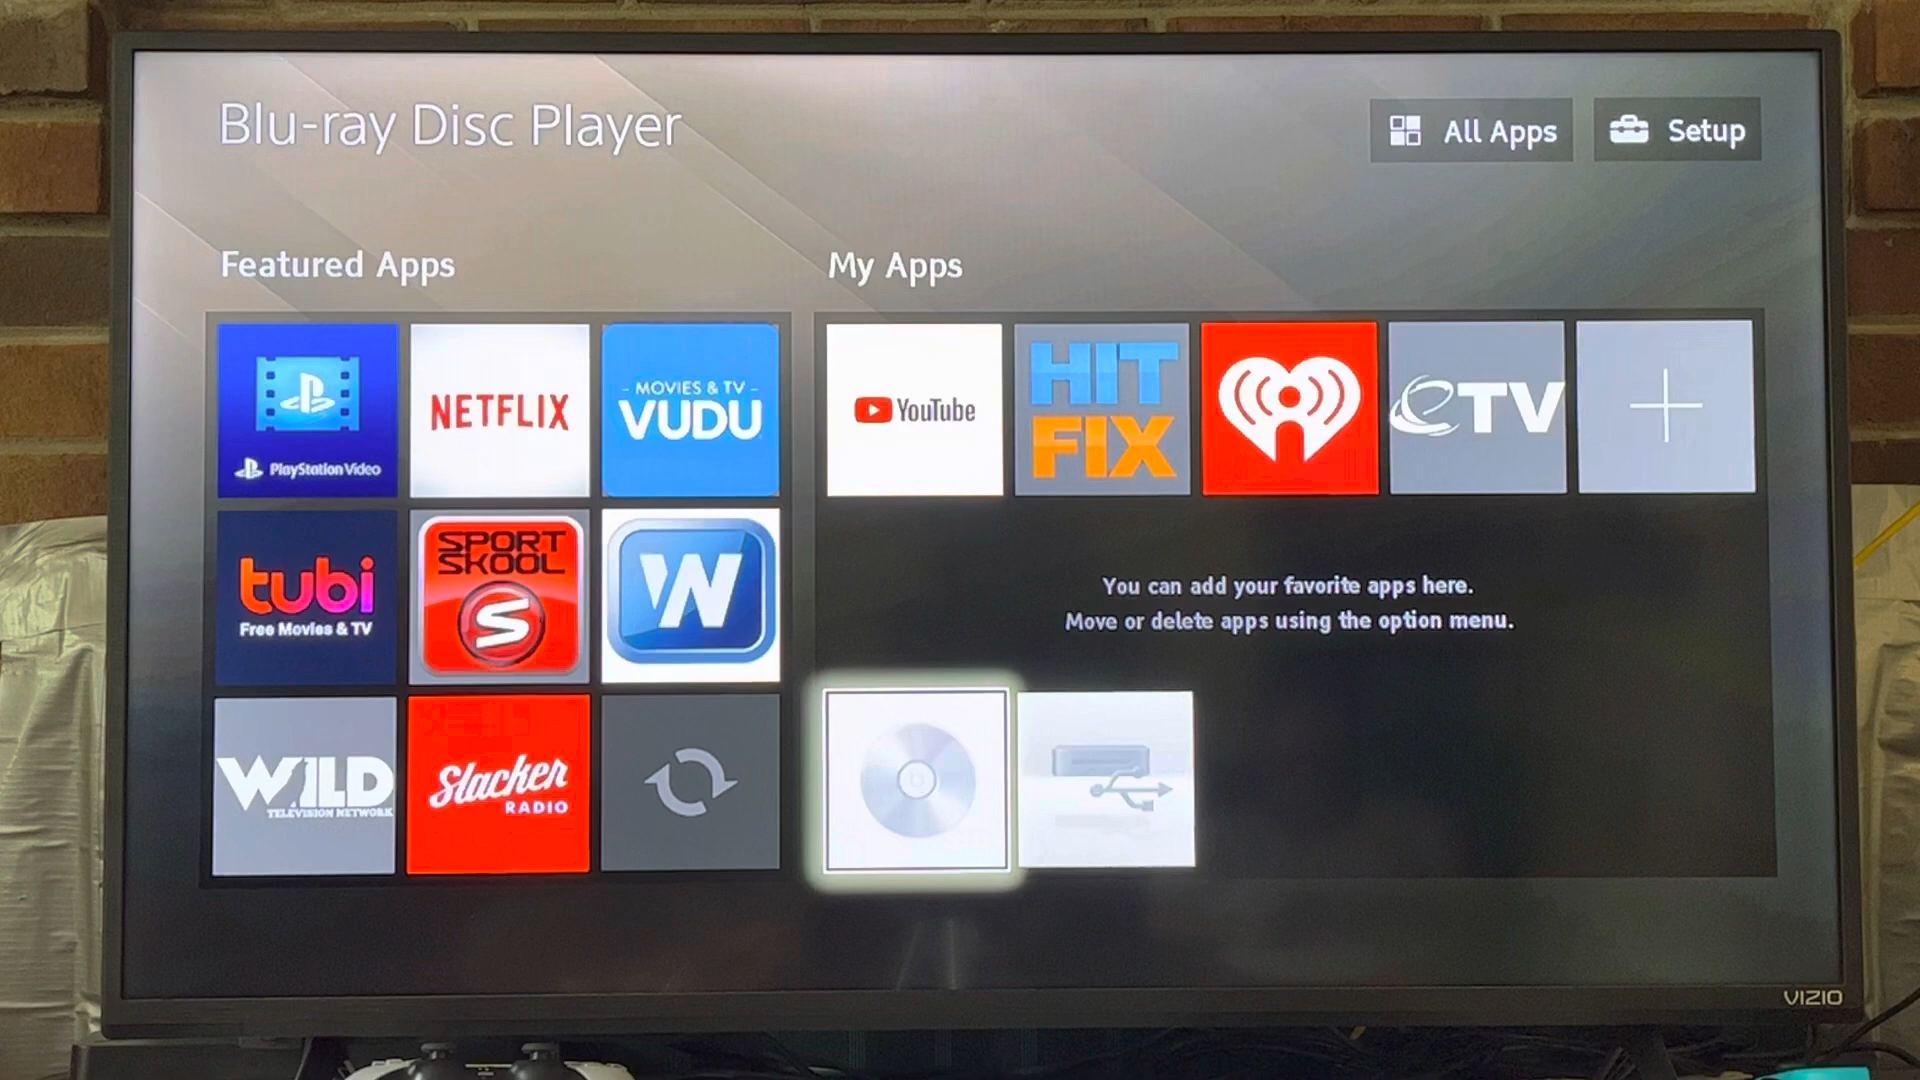 Blu-ray Disc Player
All Apps
Setup
Featured Apps
My Apps
PlayStation Video
NETFLIX
- MOVIES & TV -
VUDU
YouTube
HIT
FIX
eTV
tubi
Free Movies & TV
SPORT
SKOOL
S
W
You can add your favorite apps here.
Move or delete apps using the option menu.
WILD
TELEVISION NETWORK
Slacker
RADIO
VIZIO